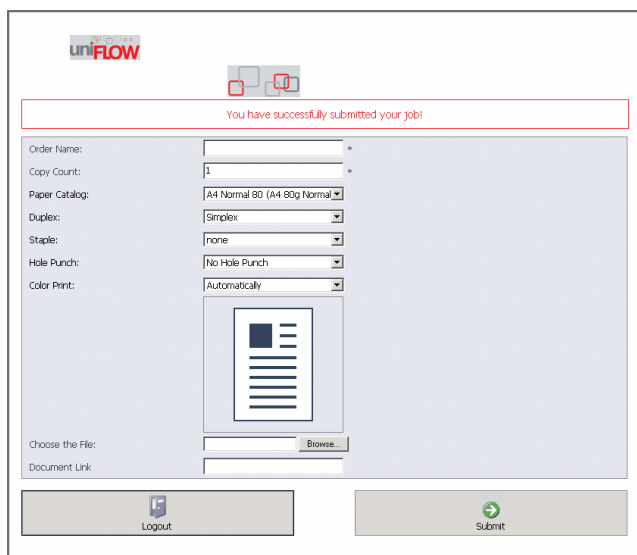 uniFLOW
You have successfully submitted your job!
Order Name: *
Copy Count: 1 *
Paper Catalog: A4 Normal 80 (A4 80g Normal
Duplex: Simplex
Staple: none
Hole Punch: No Hole Punch
Color Print: Automatically
Choose the File: Browse...
Document Link
Logout Submit